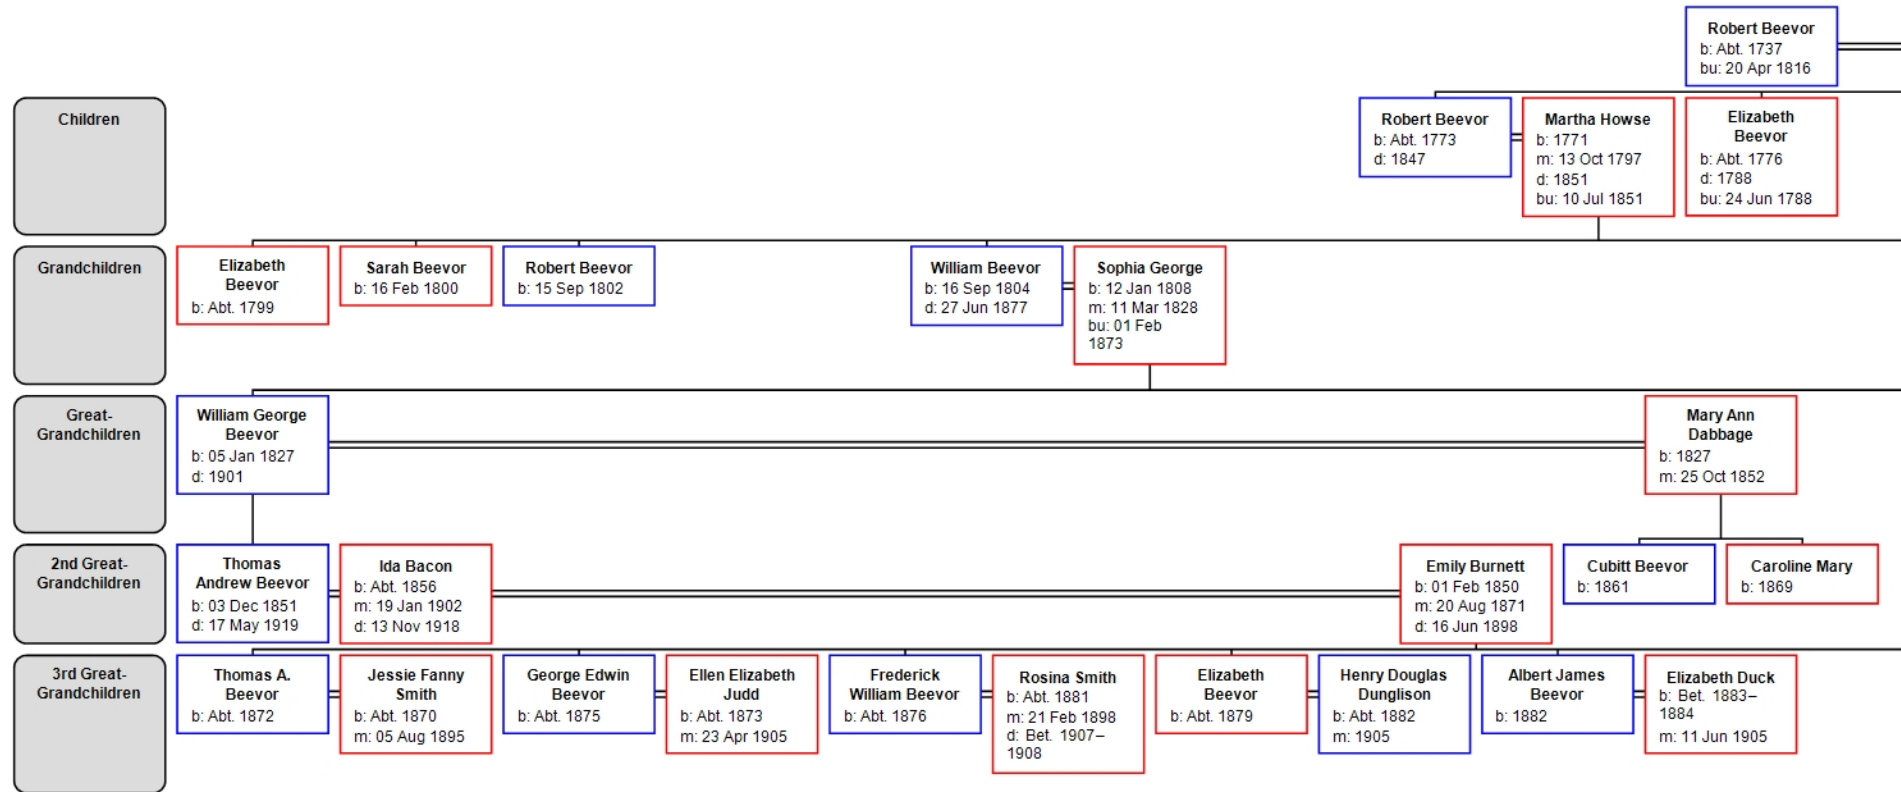 Robert Beevor
b: Abt. 1737
bu: 20 Apr 1816
Children
Robert Beevor
b: Abt. 1773
d: 1847
Martha Howse
b: 1771
m: 13 Oct 1797
d: 1851
bu: 10 Jul 1851
Elizabeth
Beevor
b: Abt. 1776
d: 1788
bu: 24 Jun 1788
Grandchildren
Elizabeth
Beevor
b: Abt. 1799
Sarah Beevor
b: 16 Feb 1800
Robert Beevor
b: 15 Sep 1802
William Beevor
b: 16 Sep 1804
d: 27 Jun 1877
Sophia George
b: 12 Jan 1808
m: 11 Mar 1828
bu: 01 Feb
1873
Great-
Grandchildren
William George
Beevor
b: 05 Jan 1827
d: 1901
Mary Ann
Dabbage
b: 1827
m: 25 Oct 1852
2nd Great-
Grandchildren
Thomas
Andrew Beevor
b: 03 Dec 1851
d: 17 May 1919
Ida Bacon
b: Abt. 1856
m: 19 Jan 1902
d: 13 Nov 1918
Emily Burnett
b: 01 Feb 1850
m: 20 Aug 1871
d: 16 Jun 1898
Cubitt Beevor
b: 1861
Caroline Mary
b: 1869
3rd Great-
Grandchildren
Thomas A.
Beevor
b: Abt. 1872
Jessie Fanny
Smith
b: Abt. 1870
m: 05 Aug 1895
George Edwin
Beevor
b: Abt. 1875
Ellen Elizabeth
Judd
b: Abt. 1873
m: 23 Apr 1905
Frederick
William Beevor
b: Abt. 1876
Rosina Smith
b: Abt. 1881
m: 21 Feb 1898
d: Bet. 1907–
1908
Elizabeth
Beevor
b: Abt. 1879
Henry Douglas
Dunglison
b: Abt. 1882
m: 1905
Albert James
Beevor
b: 1882
Elizabeth Duck
b: Bet. 1883–
1884
m: 11 Jun 1905